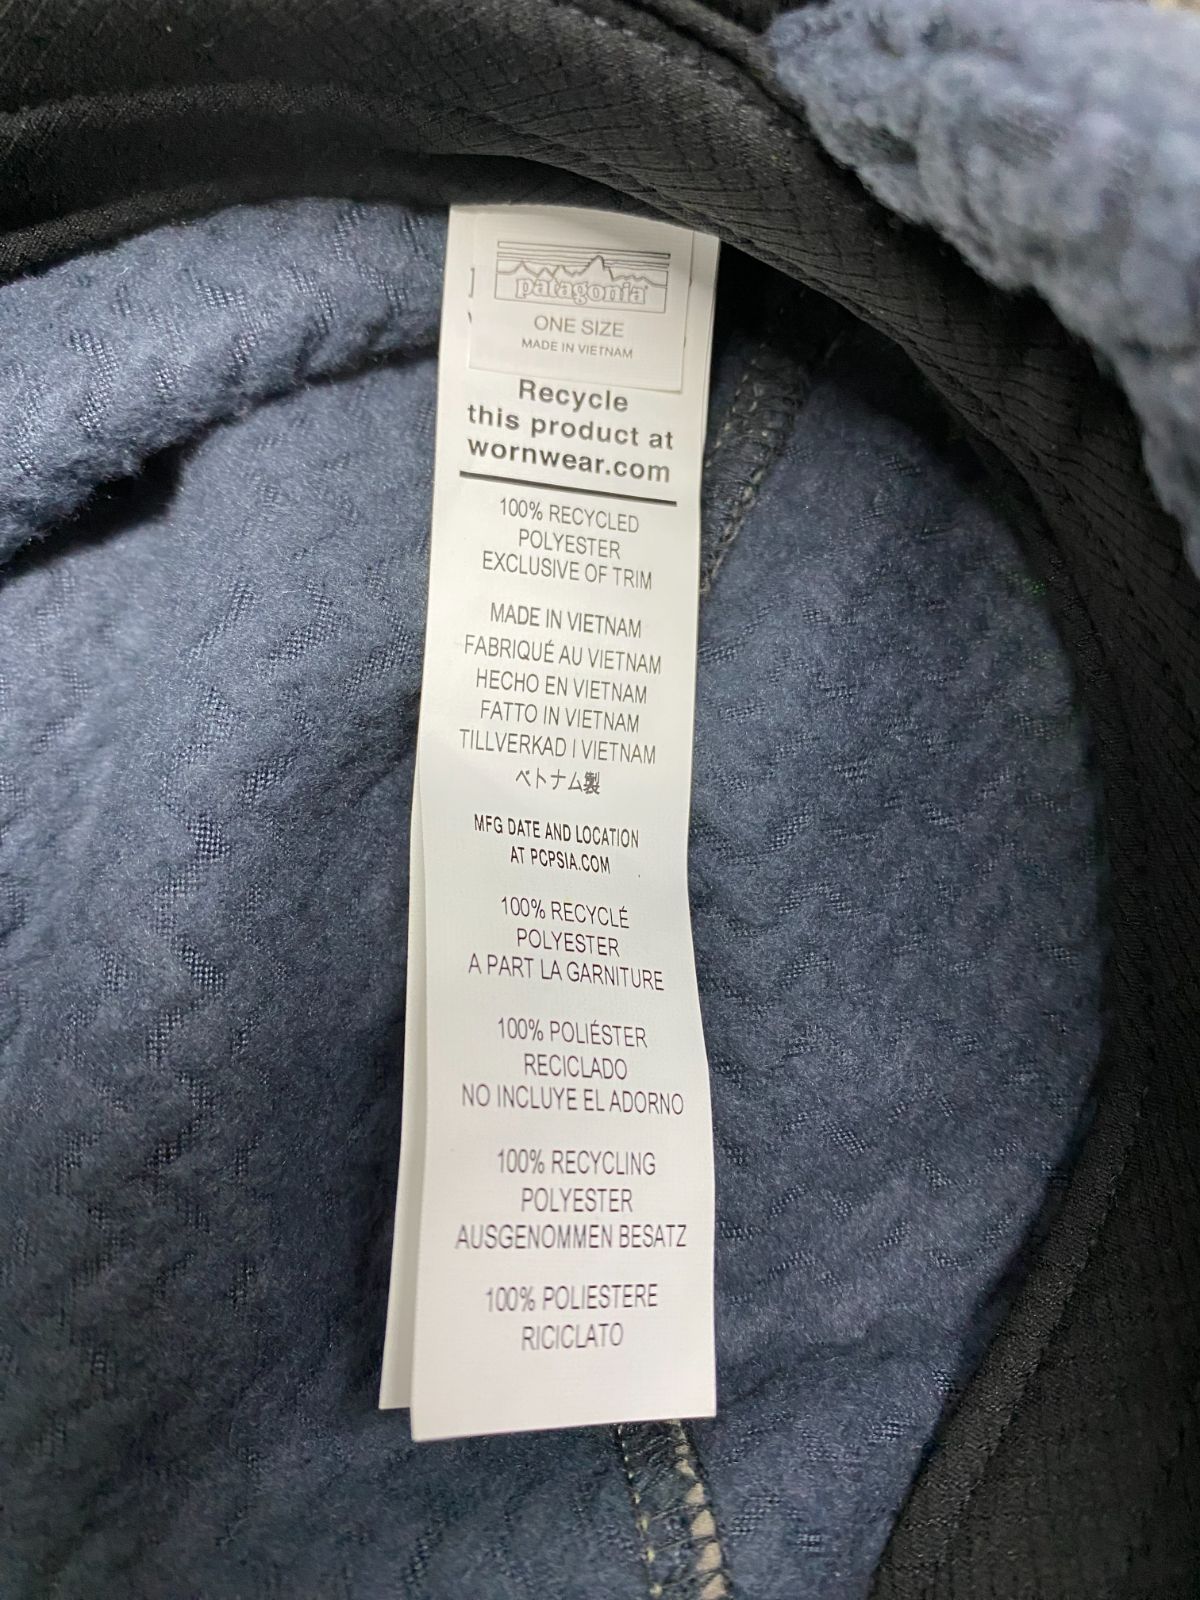 patagonia
ONE SIZE
MADE IN VIETNAM
Recycle
this product at
wornwear.com
100% RECYCLED
POLYESTER
EXCLUSIVE OF TRIM
MADE IN VIETNAM
FABRIQUÉ AU VIETNAM
HECHO EN VIETNAM
FATTO IN VIETNAM
TILLVERKAD I VIETNAM
ベトナム製
MFG DATE AND LOCATION
AT PCPSIA.COM
100% RECYCLÉ
POLYESTER
A PART LA GARNITURE
100% POLIÉSTER
RECICLADO
NO INCLUYE EL ADORNO
100% RECYCLING
POLYESTER
AUSGENOMMEN BESATZ
100% POLIESTERE
RICICLATO